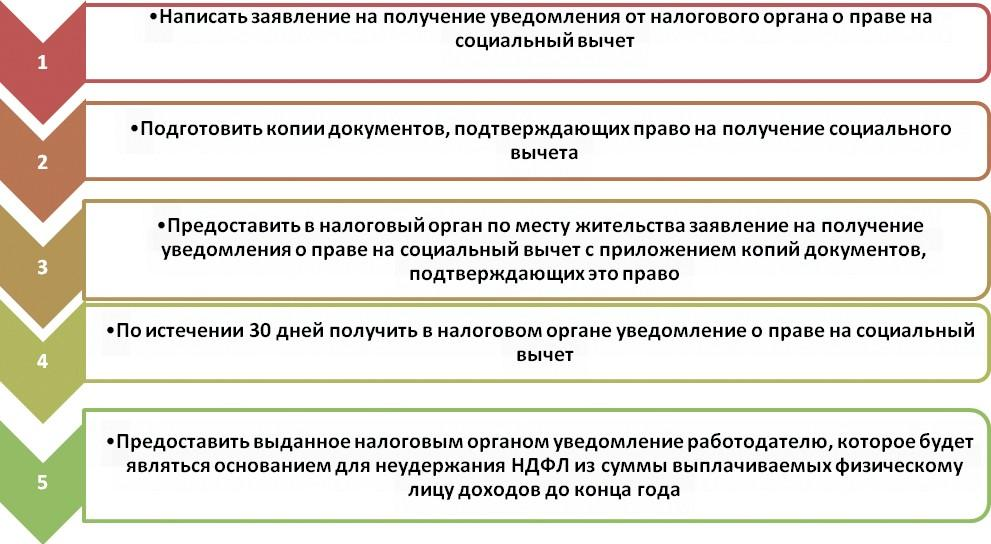 1
•Написать заявление на получение уведомления от налогового органа о праве на
социальный вычет
2
•Подготовить копии документов, подтверждающих право на получение социального
вычета
3
•Предоставить в налоговый орган по месту жительства заявление на получение
уведомления о праве на социальный вычет с приложением копий документов,
подтверждающих это право
4
•По истечении 30 дней получить в налоговом органе уведомление о праве на социальный
вычет
5
•Предоставить выданное налоговым органом уведомление работодателю, которое будет
являться основанием для неудержания НДФЛ из суммы выплачиваемых физическому
лицу доходов до конца года